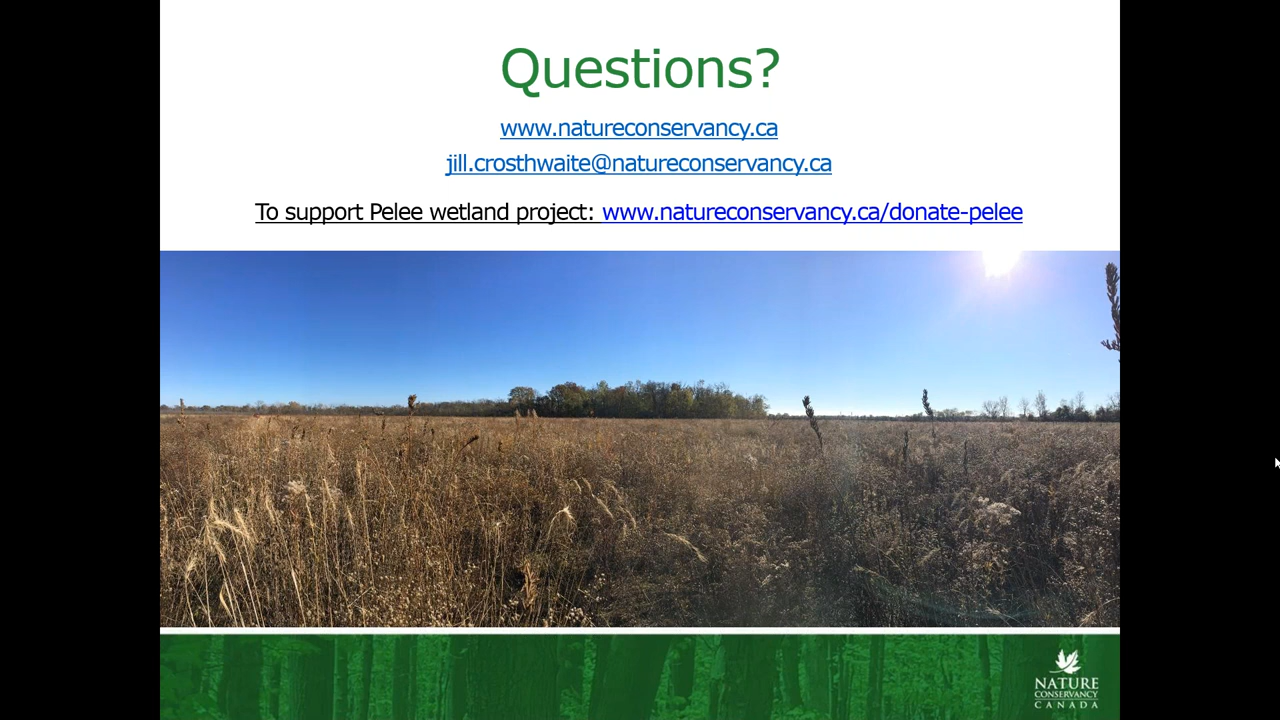 Questions?
www.natureconservancy.ca
jill.crosthwaite@natureconservancy.ca
To support Pelee wetland project: www.natureconservancy.ca/donate-pelee
NATURE
CONSERVANCY
CANADA